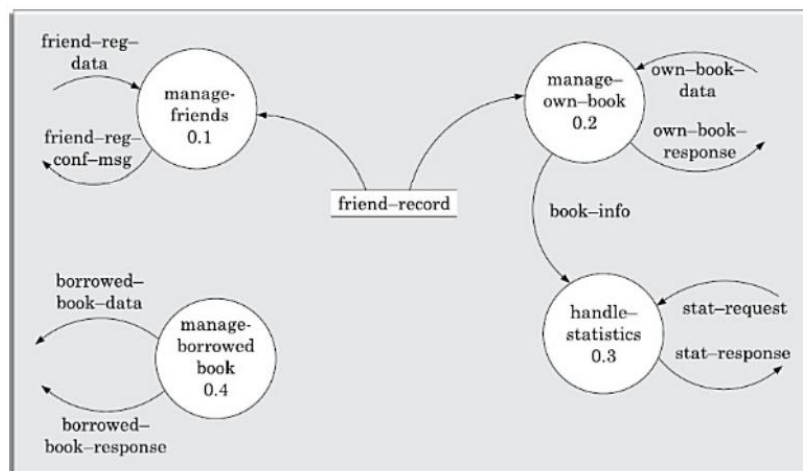 friend–reg–
data
manage-
friends
0.1
friend–reg–
conf–msg
manage–
own–book
0.2
own–book–
data
own–book–
response
friend–record
book–info
borrowed–
book–data
manage-
borrowed
book
0.4
borrowed–
book–response
handle–
statistics
0.3
stat–request
stat–response